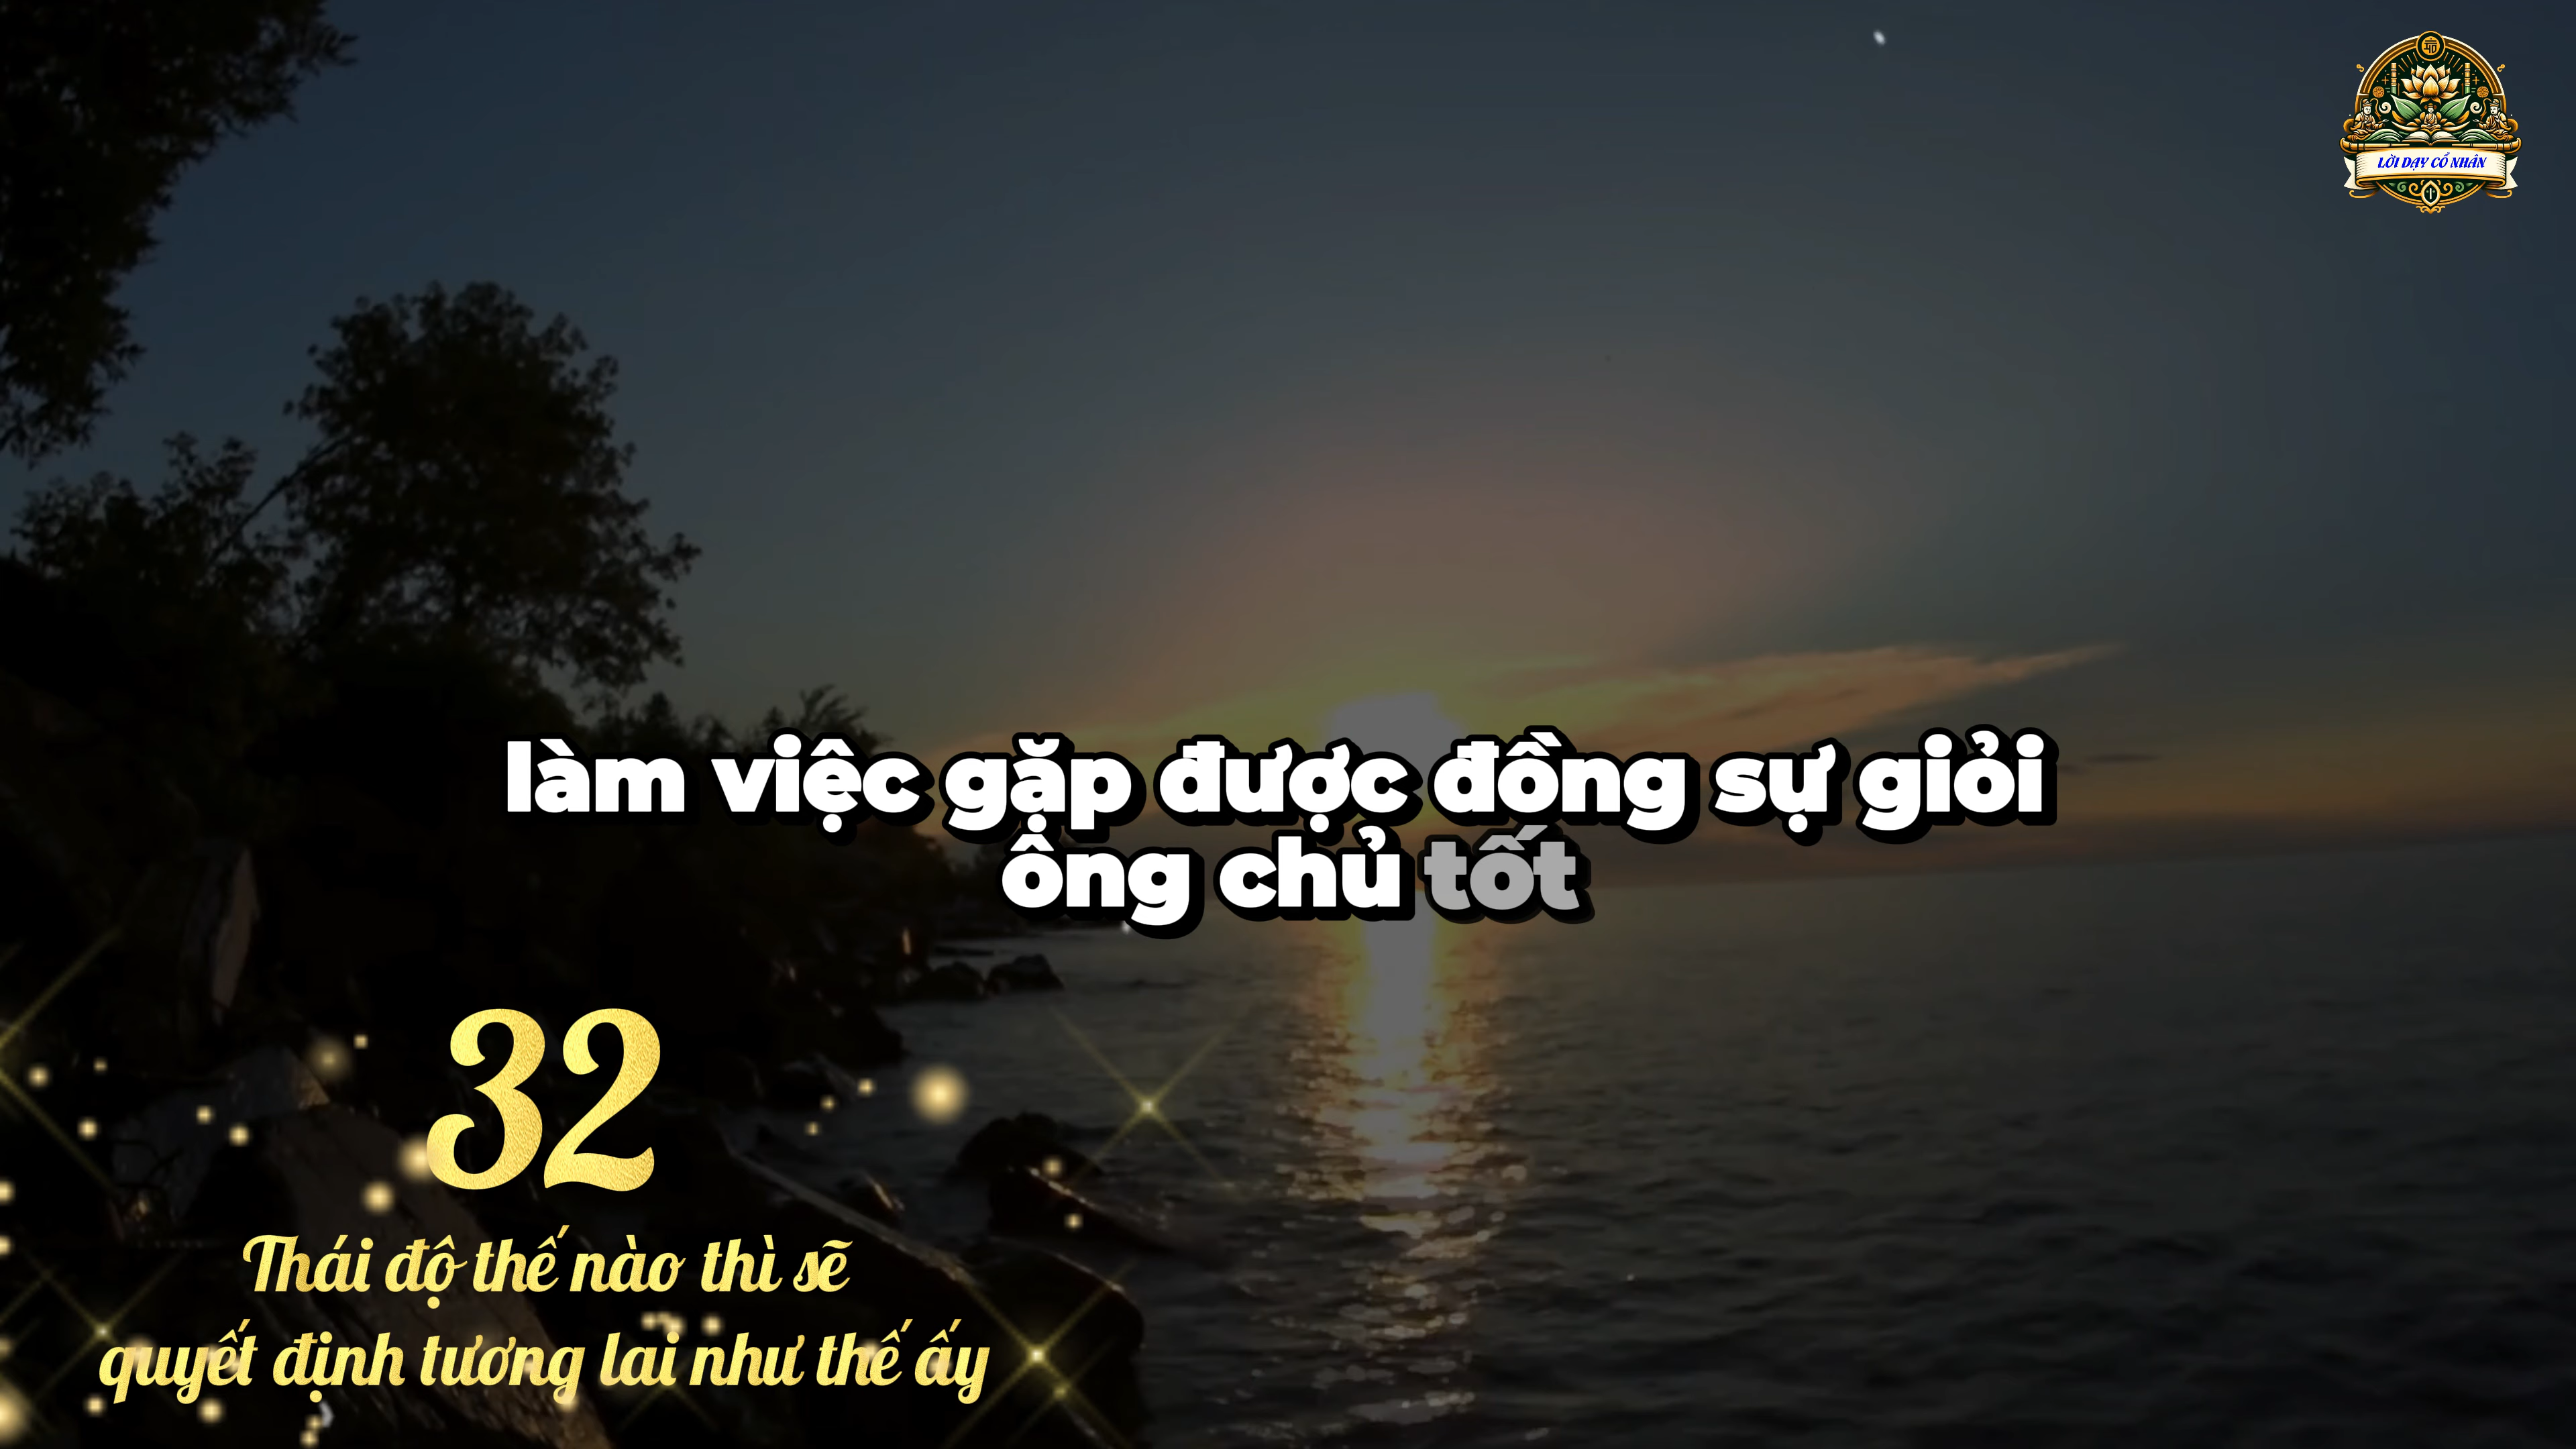 LỜI DẠY CỔ NHÂN
làm việc gặp được đồng sự giỏi
ông chủ tốt
32
Thái độ thế nào thì sẽ
quyết định tương lai như thế ấy